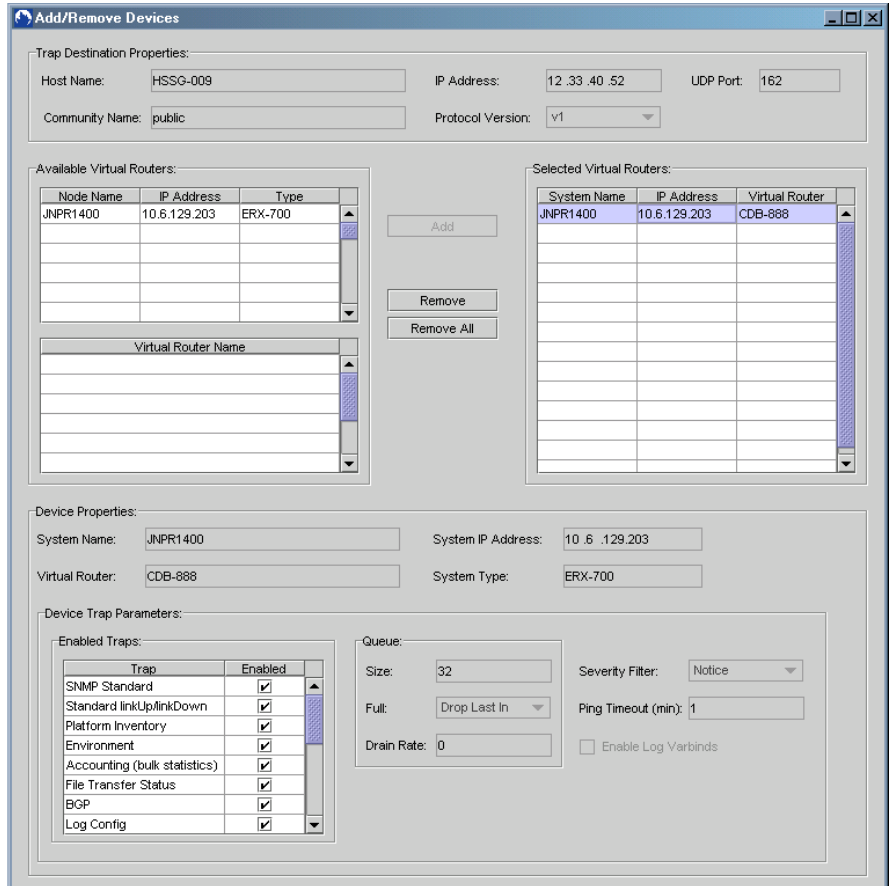 Add/Remove Devices
Trap Destination Properties:
Host Name: HSSG-009 IP Address: 12 .33 .40 .52 UDP Port: 162
Community Name: public Protocol Version: v1
Available Virtual Routers:
Node Name IP Address Type
JNPR1400 10.6.129.203 ERX-700
Virtual Router Name
Add
Remove
Remove All
Selected Virtual Routers:
System Name IP Address Virtual Router
JNPR1400 10.6.129.203 CDB-888
Device Properties:
System Name: JNPR1400 System IP Address: 10 .6 .129.203
Virtual Router: CDB-888 System Type: ERX-700
Device Trap Parameters:
Enabled Traps:
Trap Enabled
SNMP Standard
Standard linkUp/linkDown
Platform Inventory
Environment
Accounting (bulk statistics)
File Transfer Status
BGP
Log Config
Queue:
Size: 32
Full: Drop Last In
Drain Rate: 0
Severity Filter: Notice
Ping Timeout (min): 1
Enable Log Varbinds